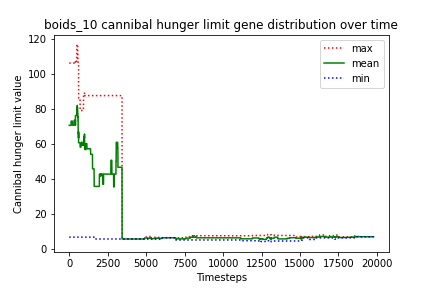 boids_10 cannibal hunger limit gene distribution over time
120
100
80
60
40
20
0
Cannibal hunger limit value
max
mean
min
0 2500 5000 7500 10000 12500 15000 17500 20000
Timesteps